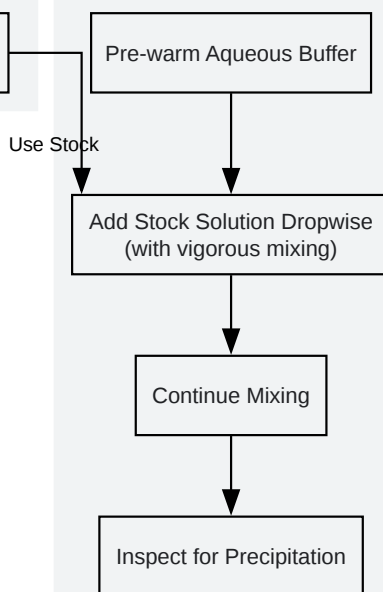 Pre-warm Aqueous Buffer
Use Stock
Add Stock Solution Dropwise
(with vigorous mixing)
Continue Mixing
Inspect for Precipitation